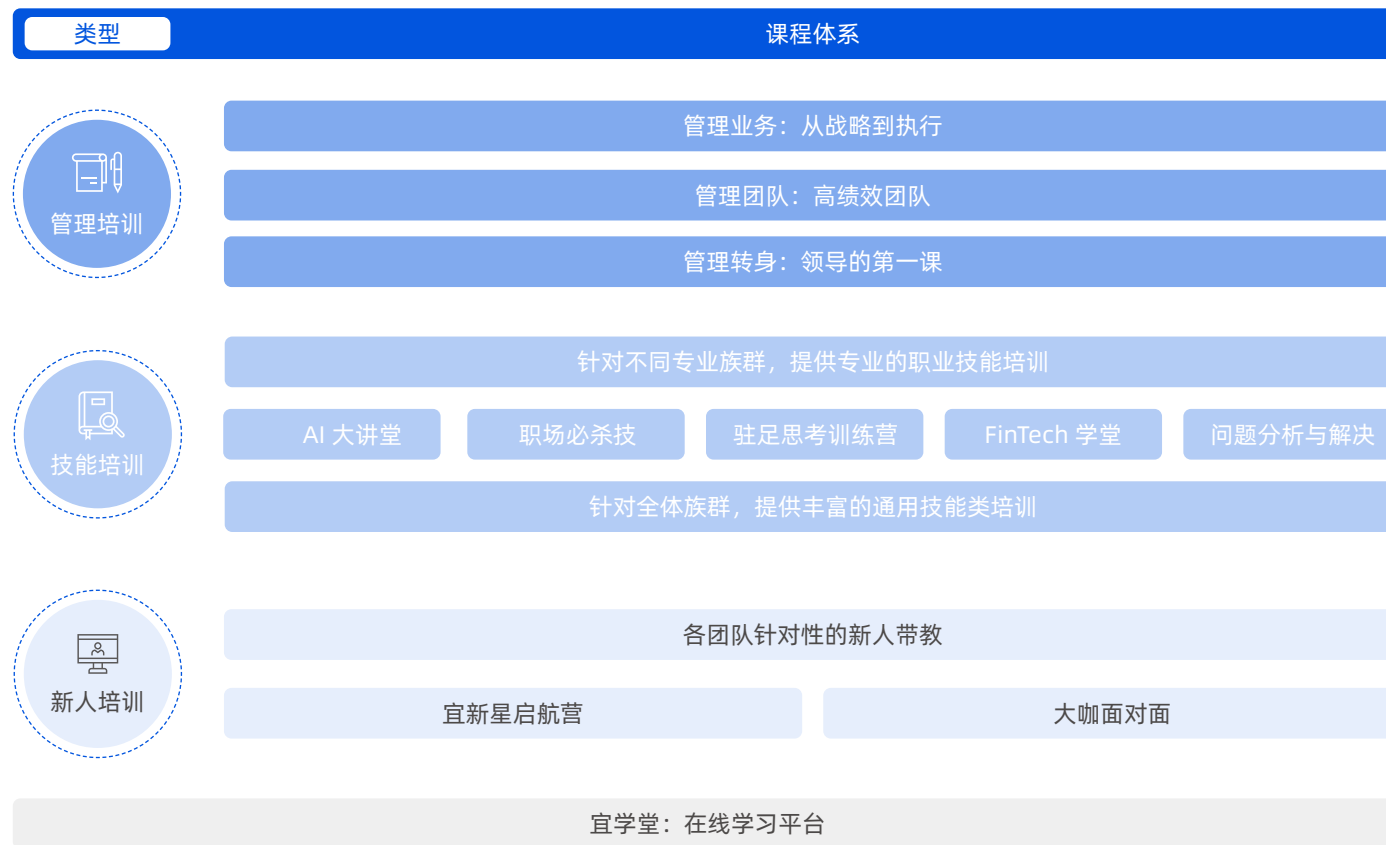 类型
课程体系
管理培训
管理业务：从战略到执行
管理团队：高绩效团队
管理转身：领导的第一课
技能培训
针对不同专业族群，提供专业的职业技能培训
AI 大讲堂
职场必杀技
驻足思考训练营
FinTech 学堂
问题分析与解决
针对全体族群，提供丰富的通用技能类培训
新人培训
各团队针对性的新人带教
宜新星启航营
大咖面对面
宜学堂：在线学习平台